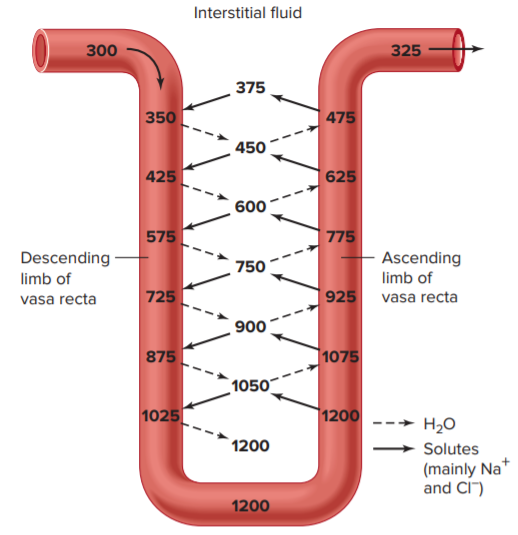 Interstitial fluid
300
325
375
350
475
450
425
625
600
575
775
Descending
limb of
vasa recta
750
Ascending
limb of
vasa recta
725
925
900
875
1075
1050
1025
1200
H₂O
1200
Solutes
(mainly Na⁺
and Cl⁻)
1200